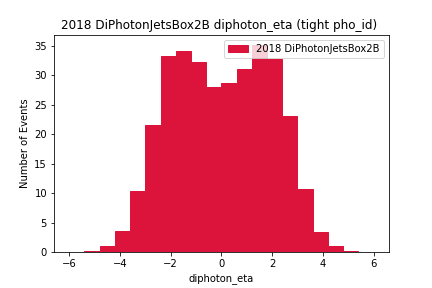 2018 DiPhotonJetsBox2B diphoton_eta (tight pho_id)
2018 DiPhotonJetsBox2B
Number of Events
35
30
25
20
15
10
5
0
−6 −4 −2 0 2 4 6
diphoton_eta